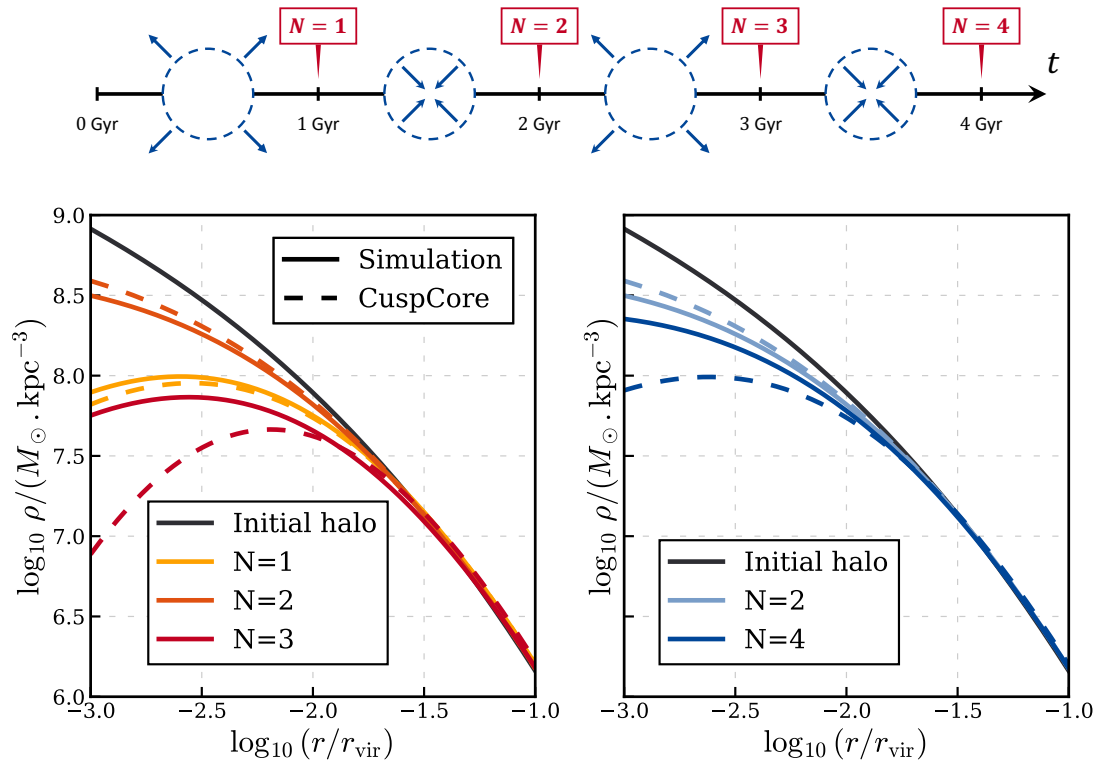 N = 1
N = 2
N = 3
N = 4
t
0 Gyr
1 Gyr
2 Gyr
3 Gyr
4 Gyr
9.0
8.5
8.0
7.5
7.0
6.5
6.0
log₁₀ ρ/(M⊙ . kpc⁻³)
Simulation
CuspCore
Initial halo
N=1
N=2
N=3
−3.0
−2.5
−2.0
−1.5
−1.0
log₁₀ (r/r_vir)
log₁₀ ρ/(M⊙ . kpc⁻³)
Initial halo
N=2
N=4
−3.0
−2.5
−2.0
−1.5
−1.0
log₁₀ (r/r_vir)